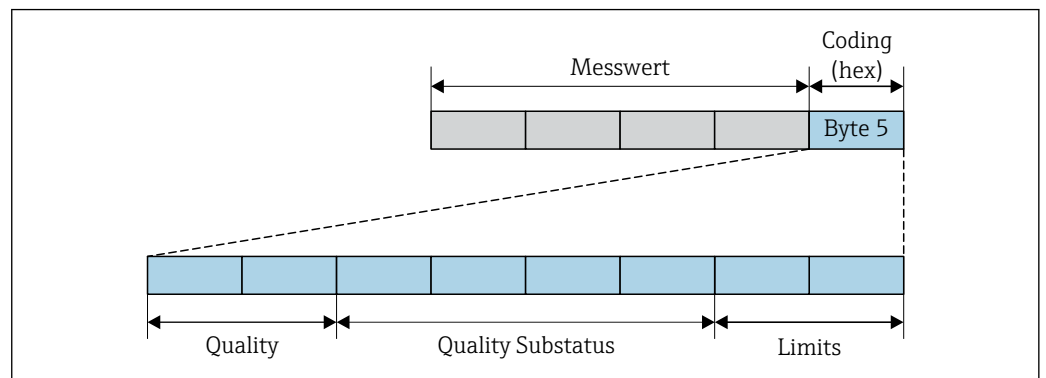 Messwert
Coding
(hex)
Byte 5
Quality
Quality Substatus
Limits